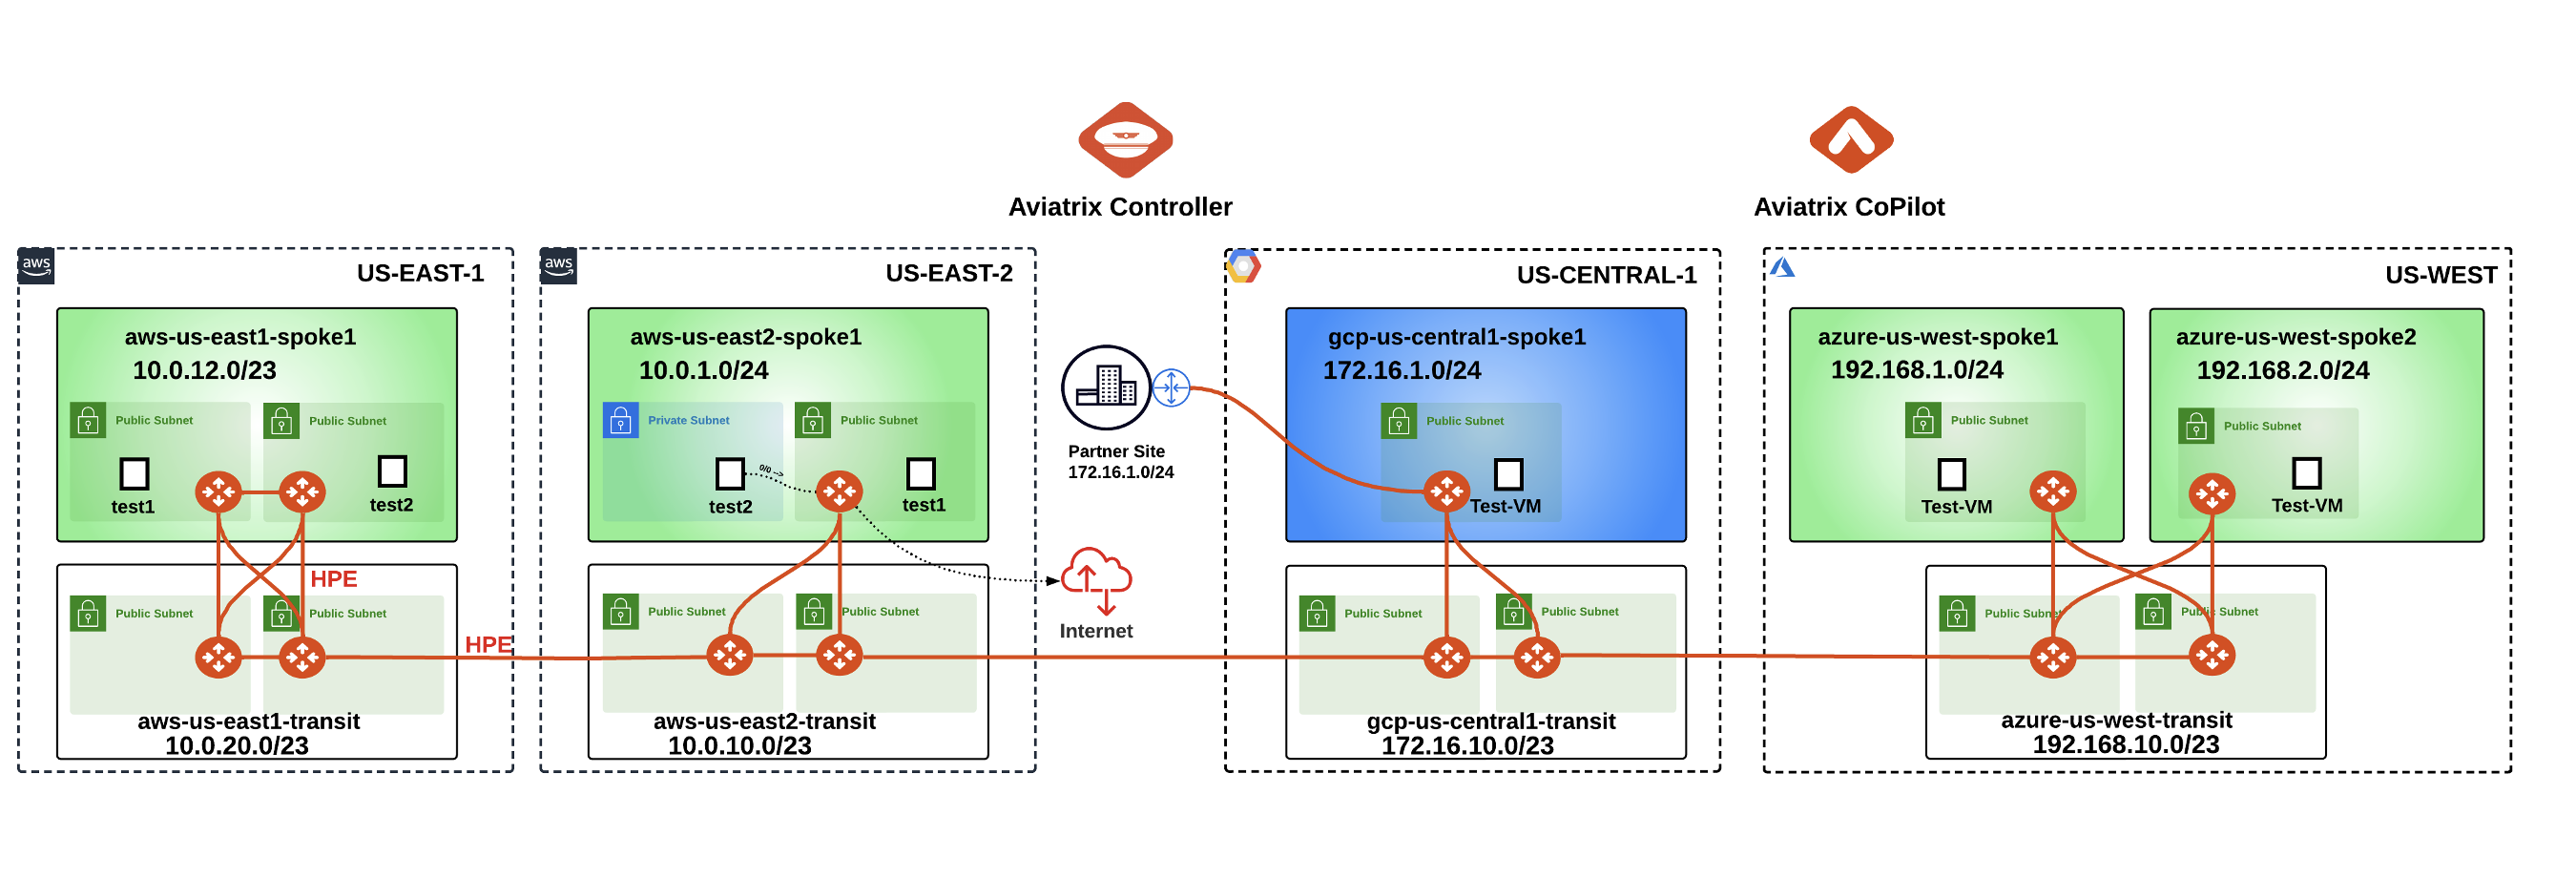 Aviatrix Controller
Aviatrix CoPilot
aws
US-EAST-1
aws-us-east1-spoke1
10.0.12.0/23
Public Subnet
Public Subnet
test1
test2
HPE
Public Subnet
Public Subnet
HPE
aws-us-east1-transit
10.0.20.0/23
aws
US-EAST-2
aws-us-east2-spoke1
10.0.1.0/24
Private Subnet
Public Subnet
0/0 -->
test2
test1
Public Subnet
Public Subnet
aws-us-east2-transit
10.0.10.0/23
Partner Site
172.16.1.0/24
Internet
US-CENTRAL-1
gcp-us-central1-spoke1
172.16.1.0/24
Public Subnet
Test-VM
Public Subnet
Public Subnet
gcp-us-central1-transit
172.16.10.0/23
US-WEST
azure-us-west-spoke1
192.168.1.0/24
Public Subnet
Test-VM
azure-us-west-spoke2
192.168.2.0/24
Public Subnet
Test-VM
Public Subnet
Public Subnet
azure-us-west-transit
192.168.10.0/23